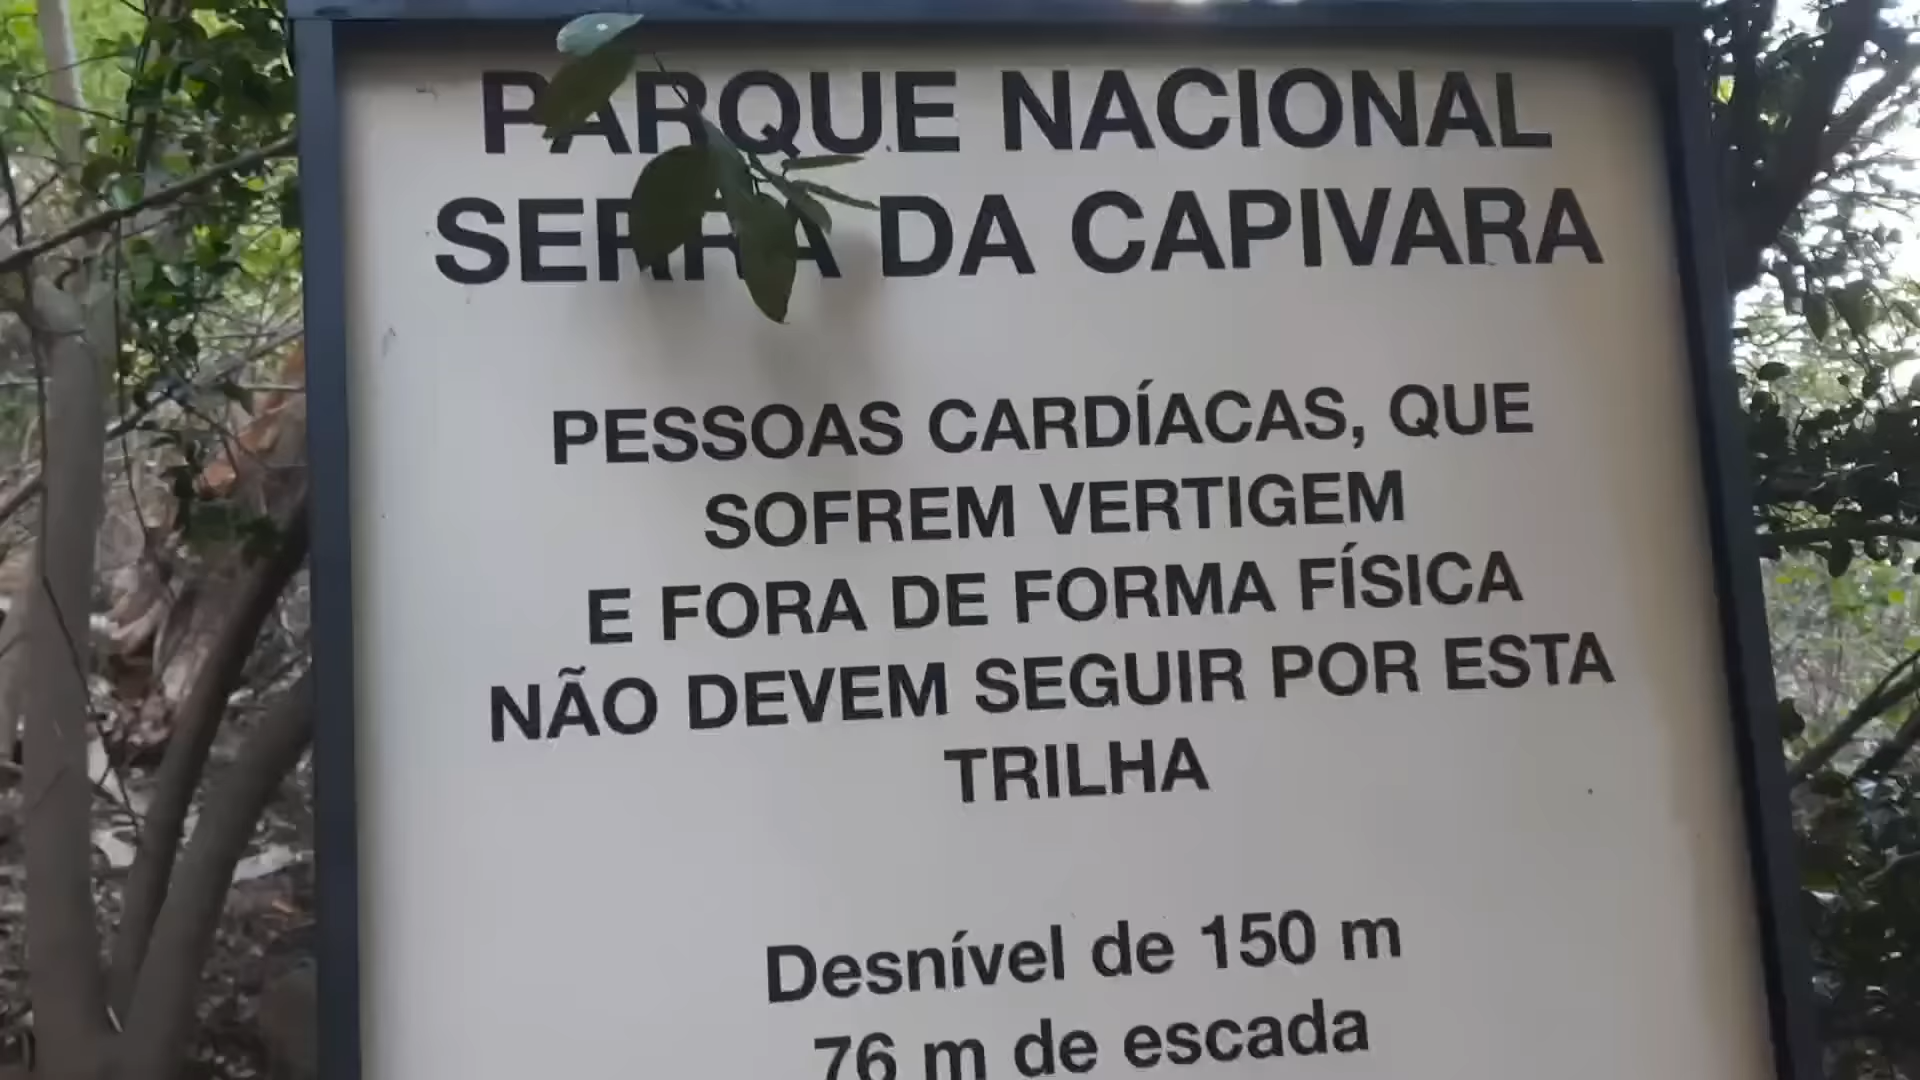 PARQUE NACIONAL
SERRA DA CAPIVARA
PESSOAS CARDÍACAS, QUE
SOFREM VERTIGEM
E FORA DE FORMA FÍSICA
NÃO DEVEM SEGUIR POR ESTA
TRILHA
Desnível de 150 m
76 m de escada